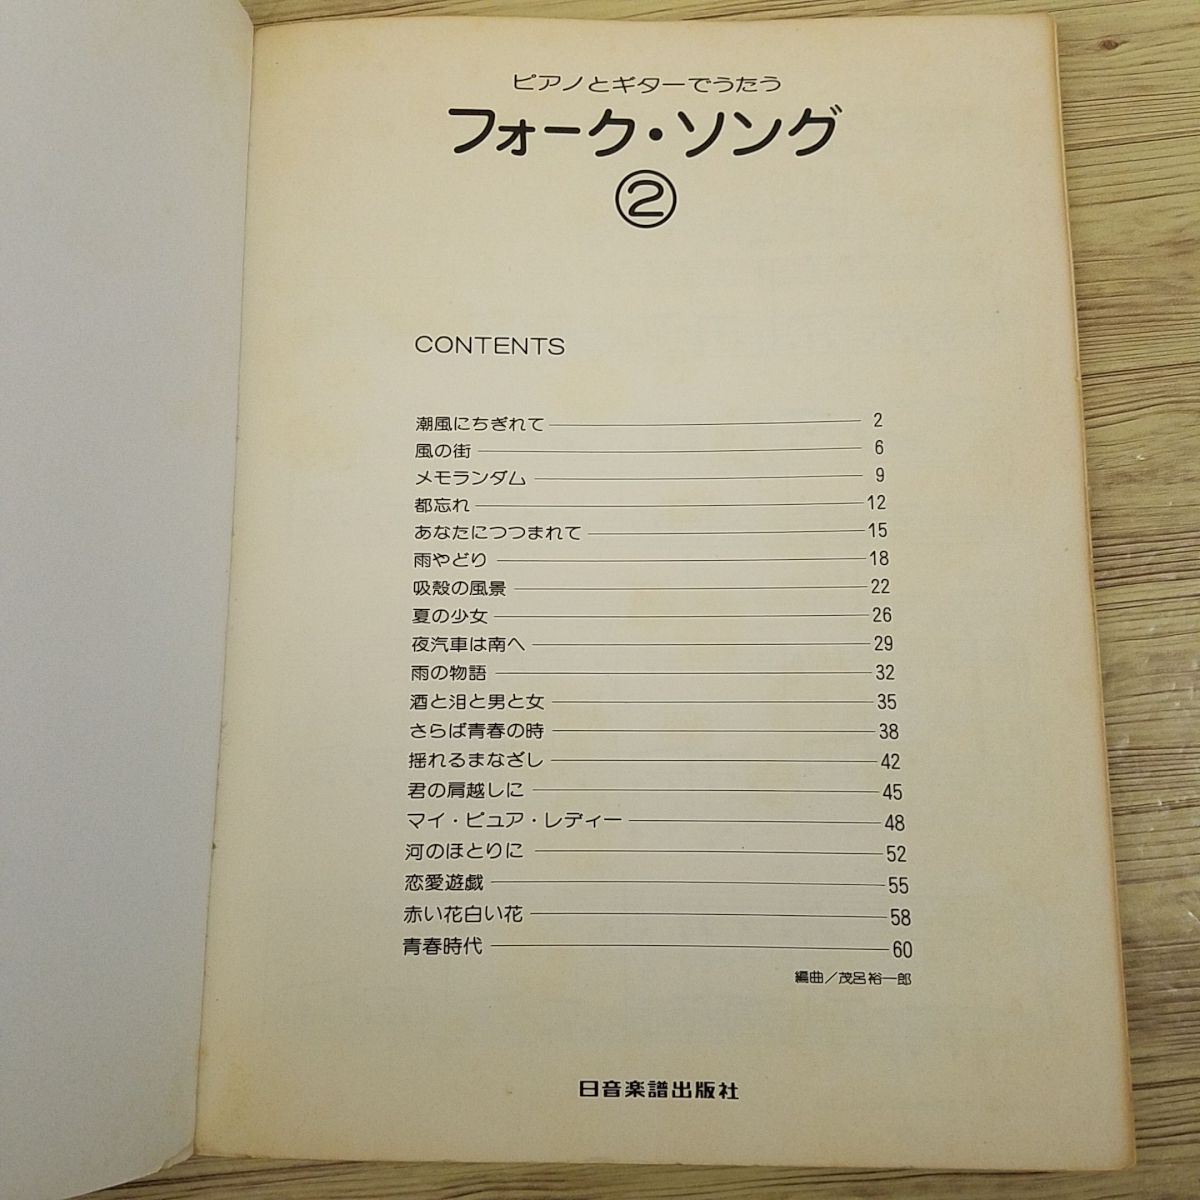 ピアノとギターでうたう
フォーク・ソング
②
CONTENTS
潮風にちぎれて 2
風の街 6
メモランダム 9
都忘れ 12
あなたにつつまれて 15
雨やどり 18
吸殻の風景 22
夏の少女 26
夜汽車は南へ 29
雨の物語 32
酒と泪と男と女 35
さらば青春の時 38
揺れるまなざし 42
君の肩越しに 45
マイ・ピュア・レディー 48
河のほとりに 52
恋愛遊戯 55
赤い花白い花 58
青春時代 60
編曲／茂呂裕一郎
日音楽譜出版社